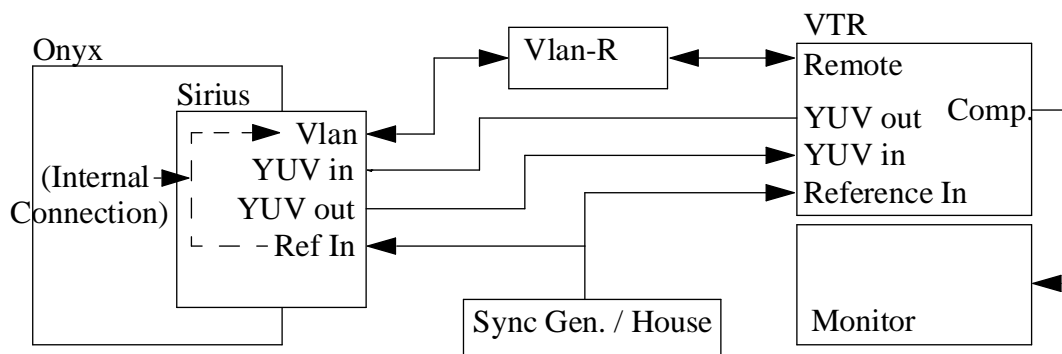 Onyx
Sirius
Vlan
YUV in
YUV out
Ref In
(Internal
Connection)
Vlan-R
Sync Gen. / House
VTR
Remote
YUV out
Comp.
YUV in
Reference In
Monitor